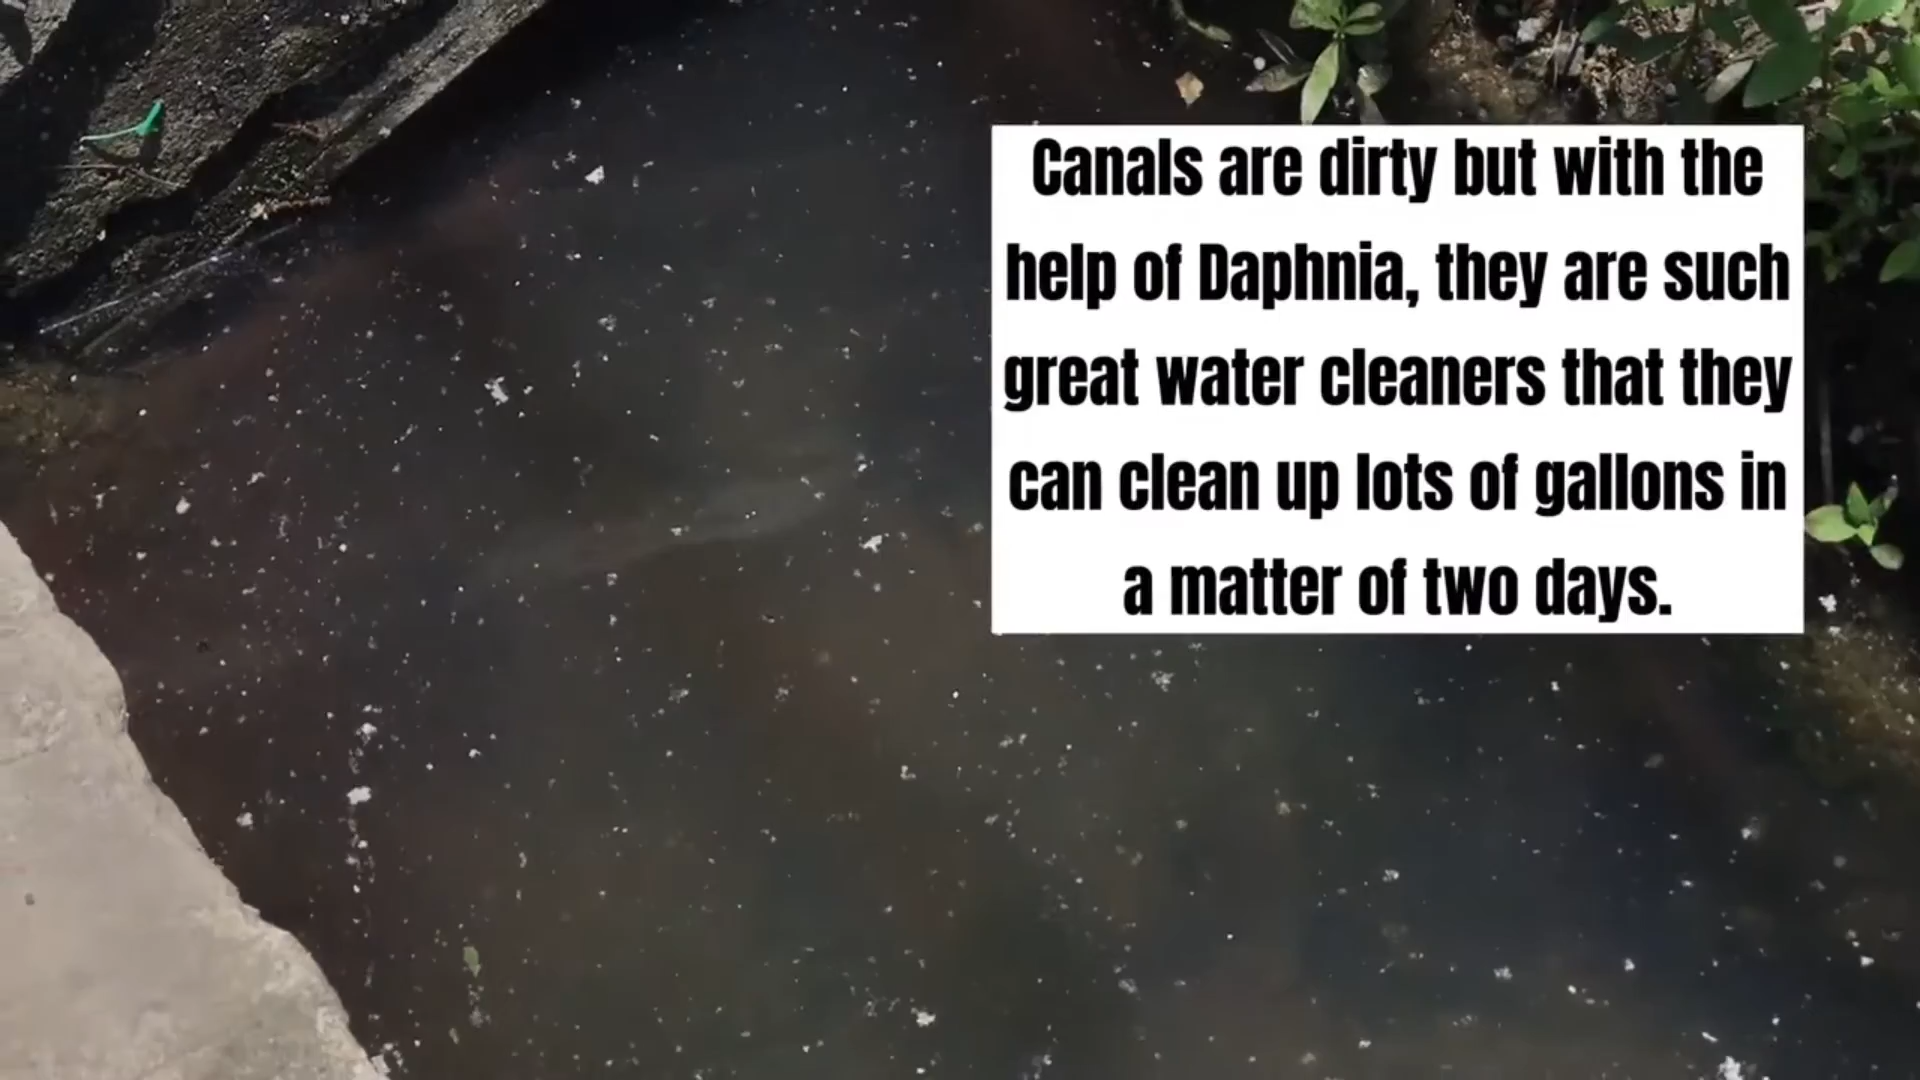 Canals are dirty but with the
help of Daphnia, they are such
great water cleaners that they
can clean up lots of gallons in
a matter of two days.